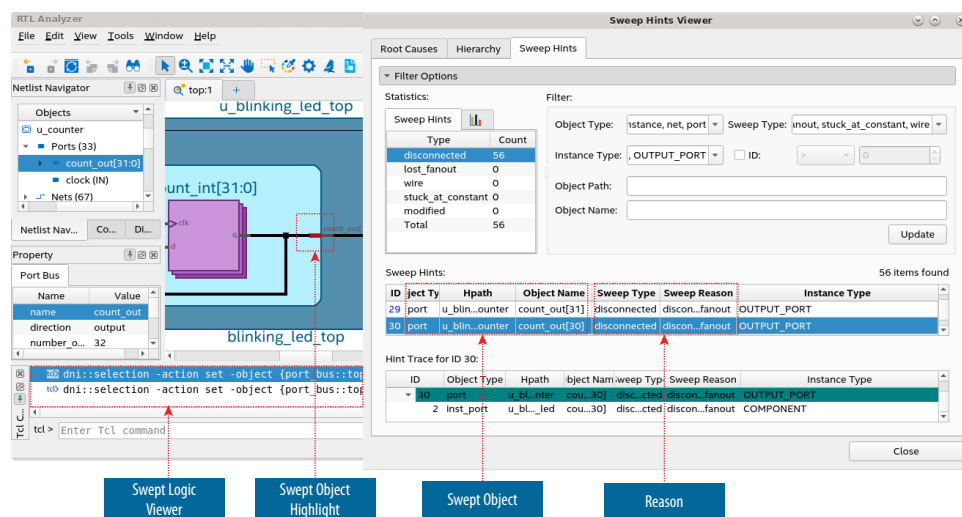 RTL Analyzer
File Edit View Tools Window Help
Netlist Navigator
Objects
u_counter
Ports (33)
count_out[31:0]
clock (IN)
Nets (67)
Netlist Nav... Co... Di...
Property
Port Bus
Name Value
name count_out
direction output
number_o... 32
top:1 +
u_blinking_led_top
unt_int[31:0]
clk
d
q
count_out[
blinking_led_top
dni::selection -action set -object {port_bus::top
dni::selection -action set -object {port_bus::top
Tcl C...
tcl > Enter Tcl command
Sweep Hints Viewer
Root Causes Hierarchy Sweep Hints
Filter Options
Statistics:
Sweep Hints
Type Count
disconnected 56
lost_fanout 0
wire 0
stuck_at_constant 0
modified 0
Total 56
Filter:
Object Type: nstance, net, port Sweep Type: nout, stuck_at_constant, wire
Instance Type: , OUTPUT_PORT ID: > 0
Object Path:
Object Name:
Update
Sweep Hints: 56 items found
ID ject Ty Hpath Object Name Sweep Type Sweep Reason Instance Type
29 port u_blin...ounter count_out[31] disconnected discon...fanout OUTPUT_PORT
30 port u_blin...ounter count_out[30] disconnected discon...fanout OUTPUT_PORT
Hint Trace for ID 30:
ID Object Type Hpath bject Nam weep Typ Sweep Reason Instance Type
30 port u_bl...nter cou...30] disc...cted discon...fanout OUTPUT_PORT
2 inst_port u_bl..._led cou...30] disc...cted discon...fanout COMPONENT
Close
Swept Logic
Viewer
Swept Object
Highlight
Swept Object
Reason